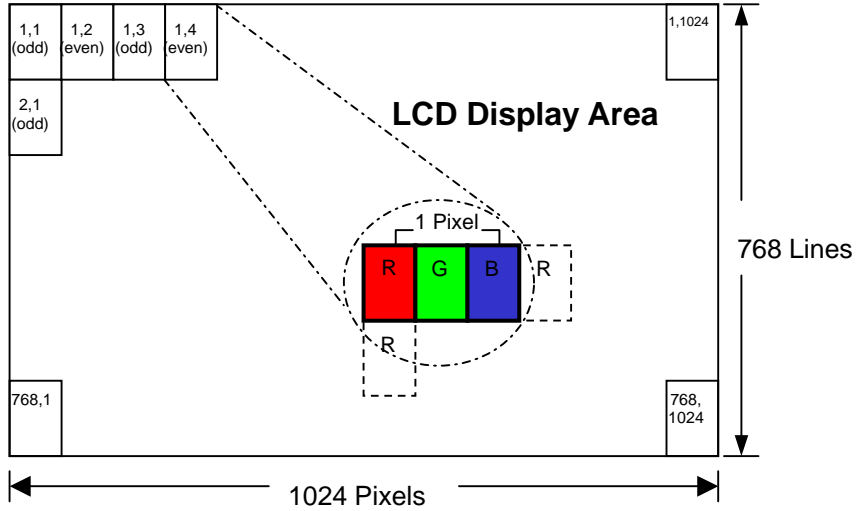 1,1
(odd)
1,2
(even)
1,3
(odd)
1,4
(even)
1,1024
2,1
(odd)
LCD Display Area
1 Pixel
R
G
B
R
R
768 Lines
768,1
768,
1024
1024 Pixels